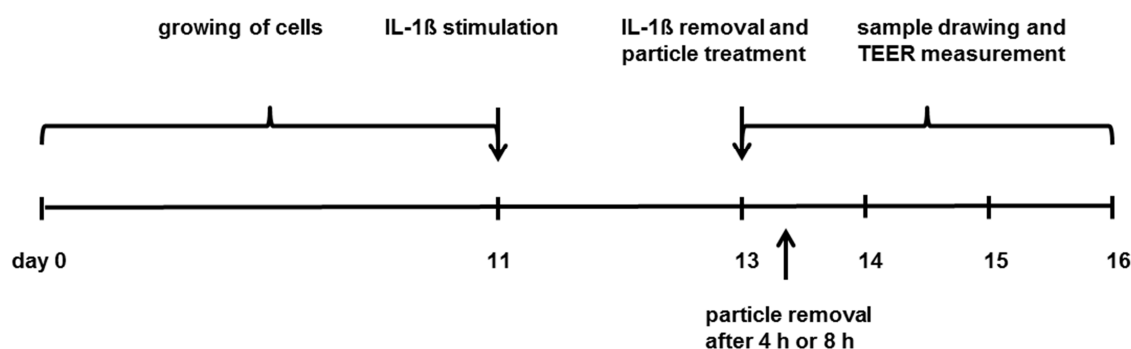 growing of cells
IL-1ß stimulation
IL-1ß removal and
particle treatment
sample drawing and
TEER measurement
day 0
11
13
14
15
16
particle removal
after 4 h or 8 h